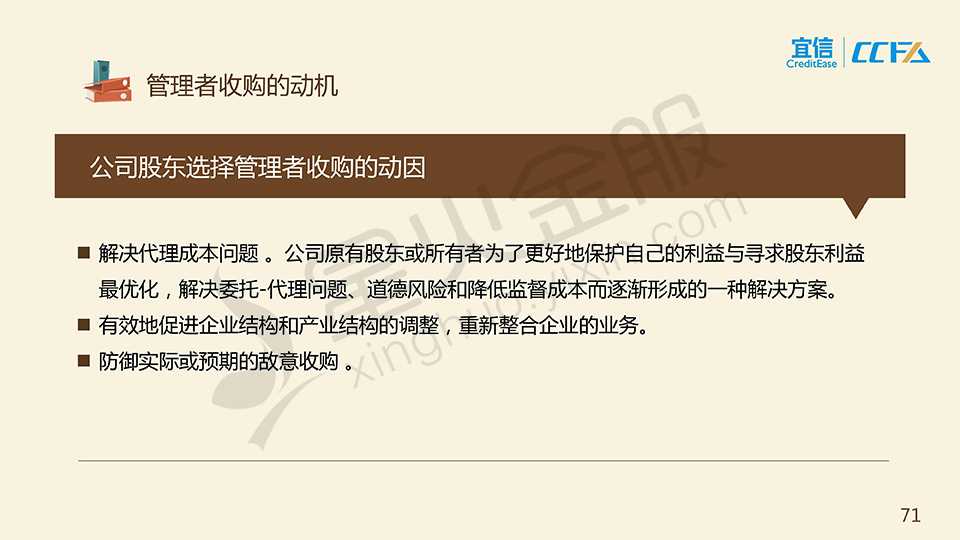 宜信
CreditEase
CCFA
管理者收购的动机
公司股东选择管理者收购的动因
解决代理成本问题 。公司原有股东或所有者为了更好地保护自己的利益与寻求股东利益
最优化，解决委托-代理问题、道德风险和降低监督成本而逐渐形成的一种解决方案。
有效地促进企业结构和产业结构的调整，重新整合企业的业务。
防御实际或预期的敌意收购 。
星火金服
xinghuo.yixin.com
71